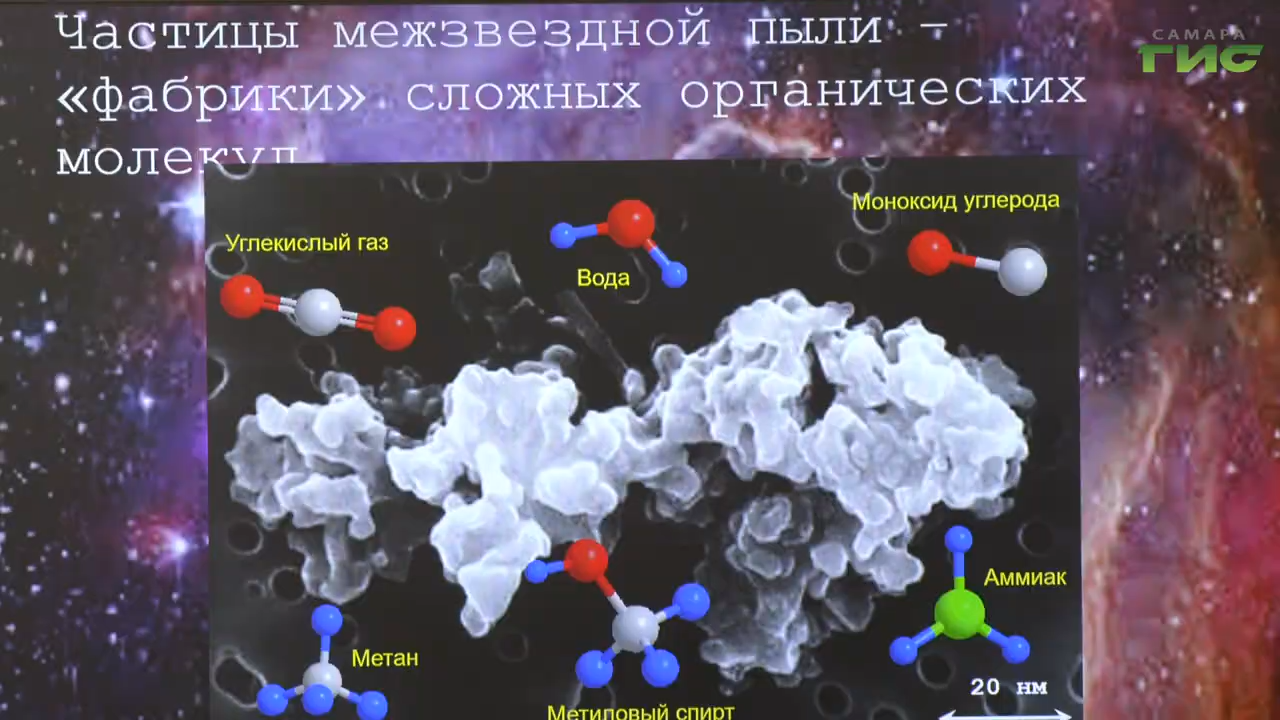 Частицы межзвездной пыли –
«фабрики» сложных органических
молекул
САМАРА
ГИС
Моноксид углерода
Углекислый газ
Вода
Аммиак
Метан
20 нм
Метиловый спирт